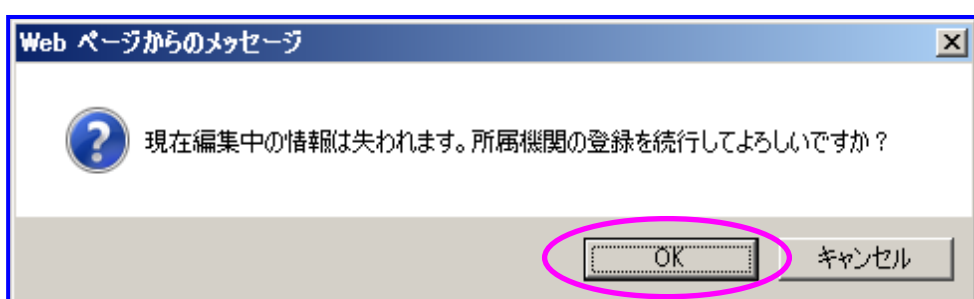 Web ページからのメッセージ
現在編集中の情報は失われます。所属機関の登録を続行してよろしいですか？
OK
キャンセル